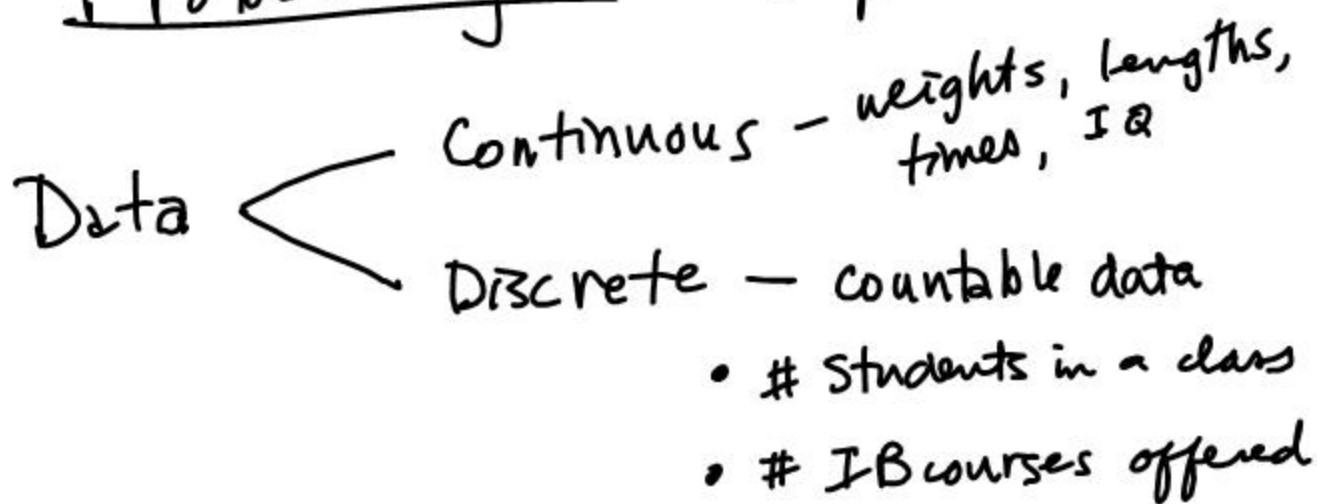 Continuous - weights, lengths,
times, IQ
Data
Discrete - countable data
• # Students in a class
• # IB courses offered